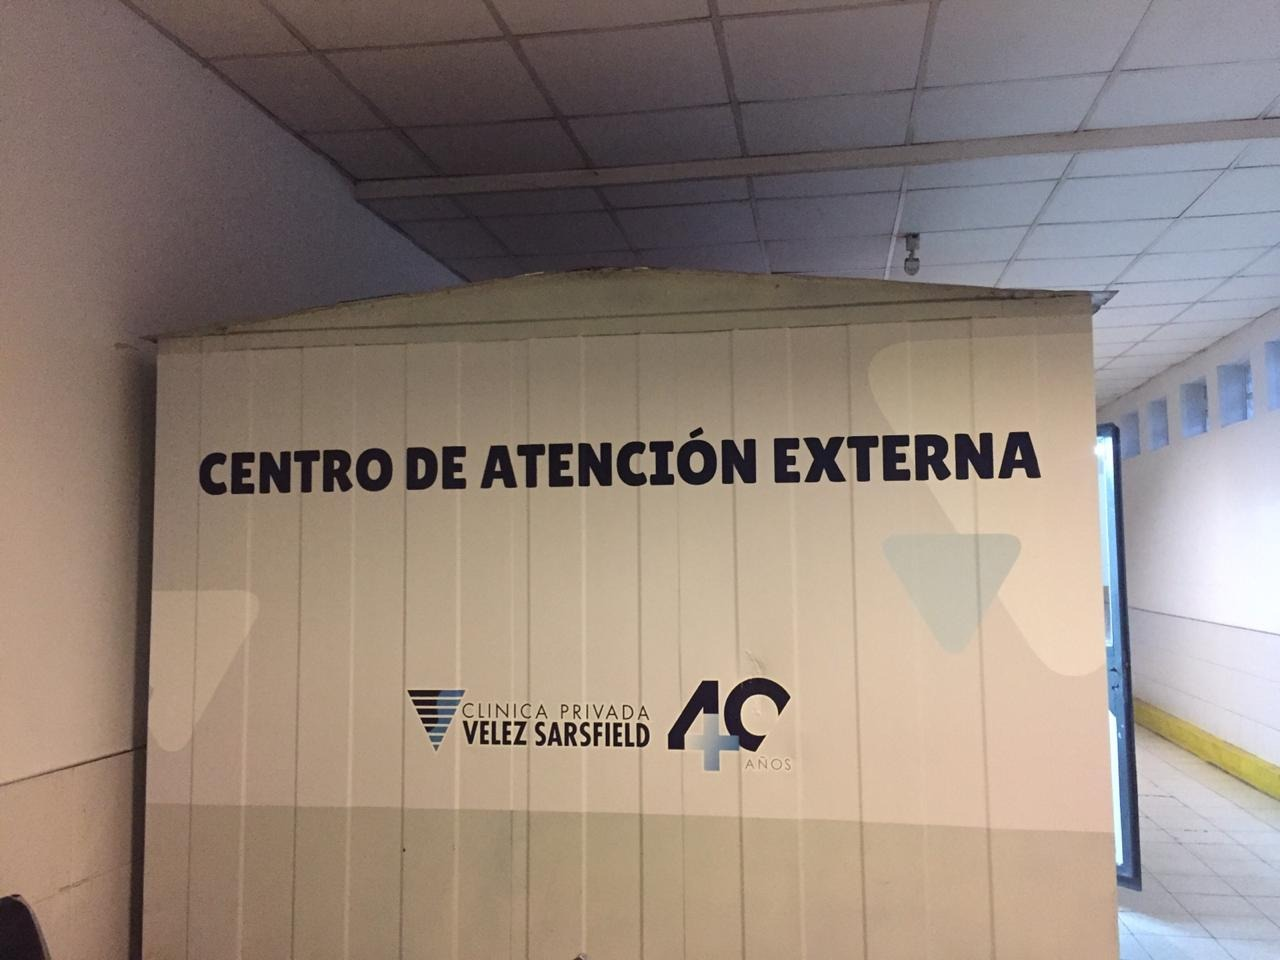 CENTRO DE ATENCIÓN EXTERNA
CLINICA PRIVADA
VELEZ SARSFIELD
40
AÑOS